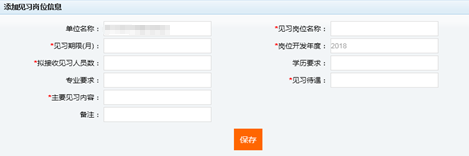 添加见习岗位信息
单位名称： *见习岗位名称：
*见习期限(月)： *岗位开发年度： 2018
*拟接收见习人员数： 学历要求：
专业要求： *见习待遇：
*主要见习内容：
备注：
保存